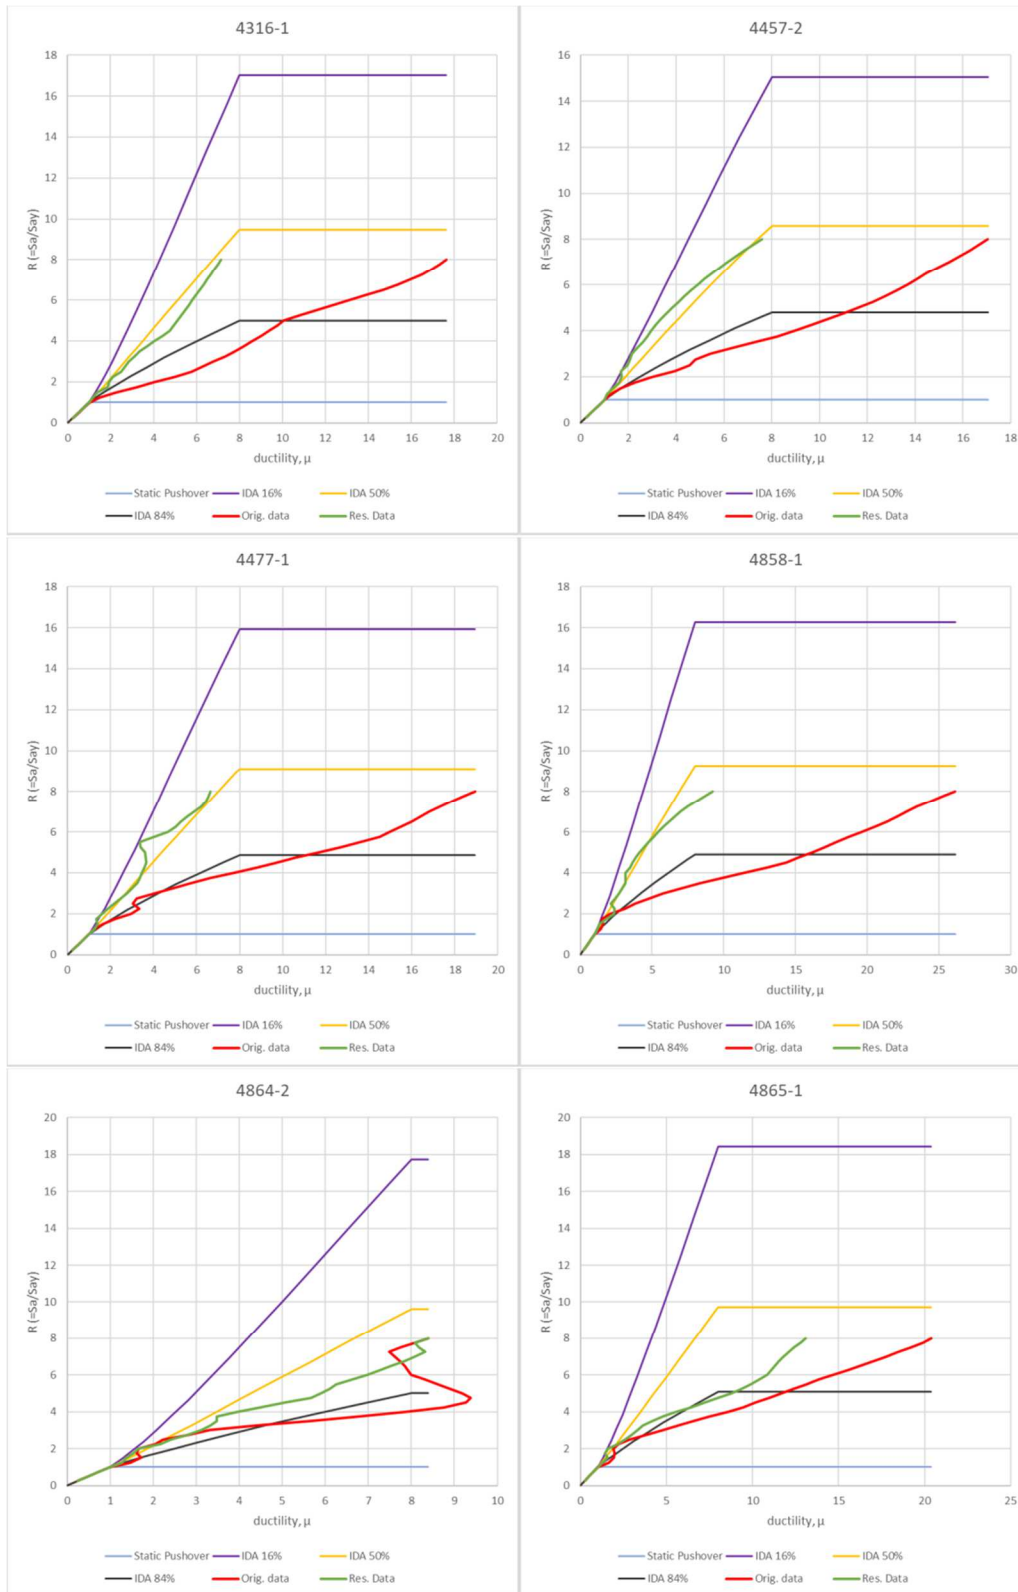 4316-1
18
16
14
12
10
8
6
4
2
0
R (=Sa/Say)
0 2 4 6 8 10 12 14 16 18 20
ductility, μ
Static Pushover IDA 16% IDA 50%
IDA 84% Orig. data Res. Data
4457-2
16
14
12
10
8
6
4
2
0
R (=Sa/Say)
0 2 4 6 8 10 12 14 16 18
ductility, μ
Static Pushover IDA 16% IDA 50%
IDA 84% Orig. data Res. Data
4477-1
18
16
14
12
10
8
6
4
2
0
R (=Sa/Say)
0 2 4 6 8 10 12 14 16 18 20
ductility, μ
Static Pushover IDA 16% IDA 50%
IDA 84% Orig. data Res. Data
4858-1
18
16
14
12
10
8
6
4
2
0
R (=Sa/Say)
0 5 10 15 20 25 30
ductility, μ
Static Pushover IDA 16% IDA 50%
IDA 84% Orig. data Res. Data
4864-2
20
18
16
14
12
10
8
6
4
2
0
R (=Sa/Say)
0 1 2 3 4 5 6 7 8 9 10
ductility, μ
Static Pushover IDA 16% IDA 50%
IDA 84% Orig. data Res. Data
4865-1
20
18
16
14
12
10
8
6
4
2
0
R (=Sa/Say)
0 5 10 15 20 25
ductility, μ
Static Pushover IDA 16% IDA 50%
IDA 84% Orig. data Res. Data